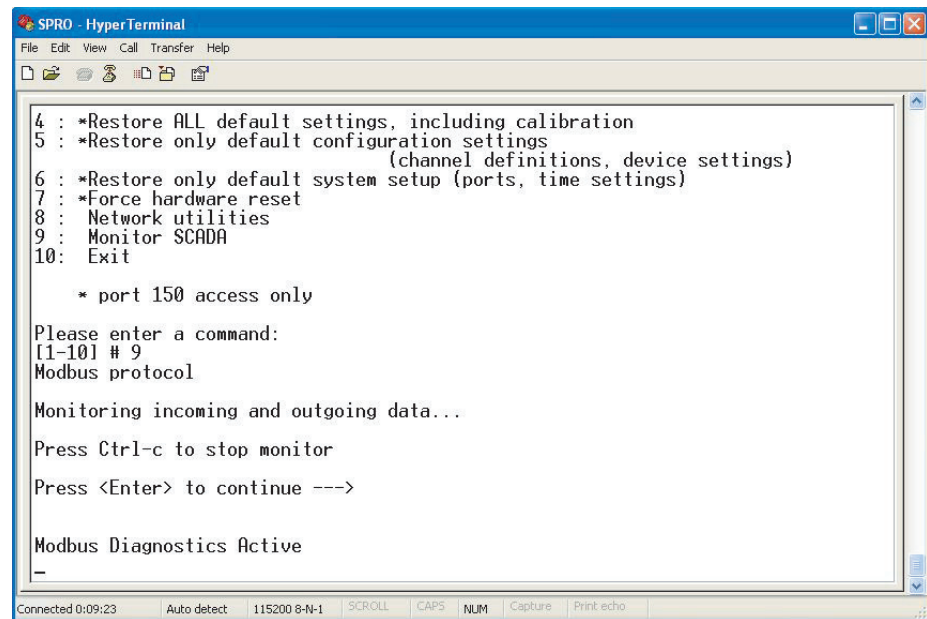 SPRO - HyperTerminal
File Edit View Call Transfer Help
4 : *Restore ALL default settings, including calibration
5 : *Restore only default configuration settings
(channel definitions, device settings)
6 : *Restore only default system setup (ports, time settings)
7 : *Force hardware reset
8 : Network utilities
9 : Monitor SCADA
10: Exit
* port 150 access only
Please enter a command:
[1-10] # 9
Modbus protocol
Monitoring incoming and outgoing data...
Press Ctrl-c to stop monitor
Press <Enter> to continue --->
Modbus Diagnostics Active
_
Connected 0:09:23 Auto detect 115200 8-N-1 SCROLL CAPS NUM Capture Print echo